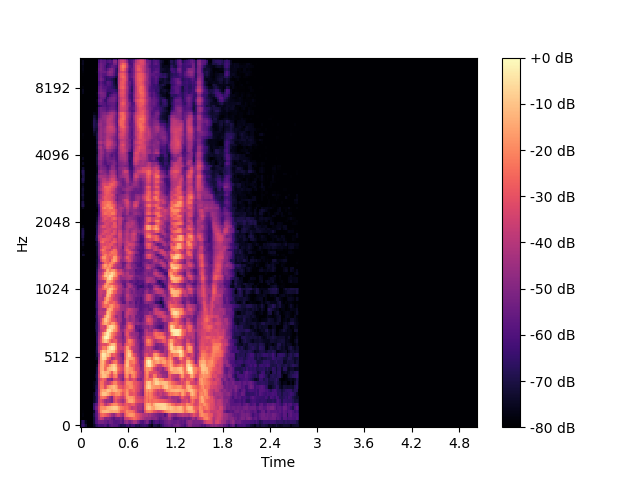 +0 dB
8192
-10 dB
4096
-20 dB
-30 dB
2048
-40 dB
Hz
1024
-50 dB
512
-60 dB
-70 dB
0
-80 dB
0 0.6 1.2 1.8 2.4 3 3.6 4.2 4.8
Time